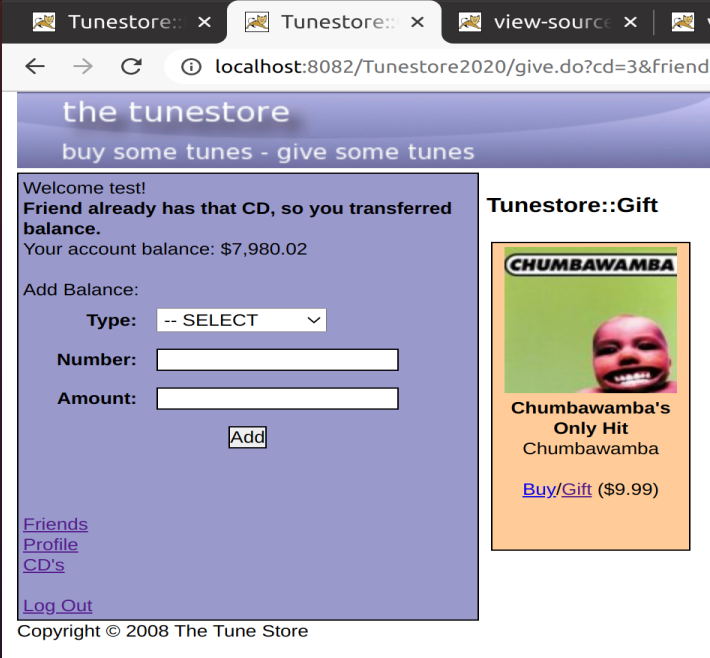 Tunestore::
Tunestore::
view-source
localhost:8082/Tunestore2020/give.do?cd=3&friend
the tunestore
buy some tunes - give some tunes
Welcome test!
Friend already has that CD, so you transferred
balance.
Your account balance: $7,980.02
Add Balance:
Type: -- SELECT
Number:
Amount:
Add
Friends
Profile
CD's
Log Out
Tunestore::Gift
CHUMBAWAMBA
Chumbawamba's
Only Hit
Chumbawamba
Buy/Gift ($9.99)
Copyright © 2008 The Tune Store